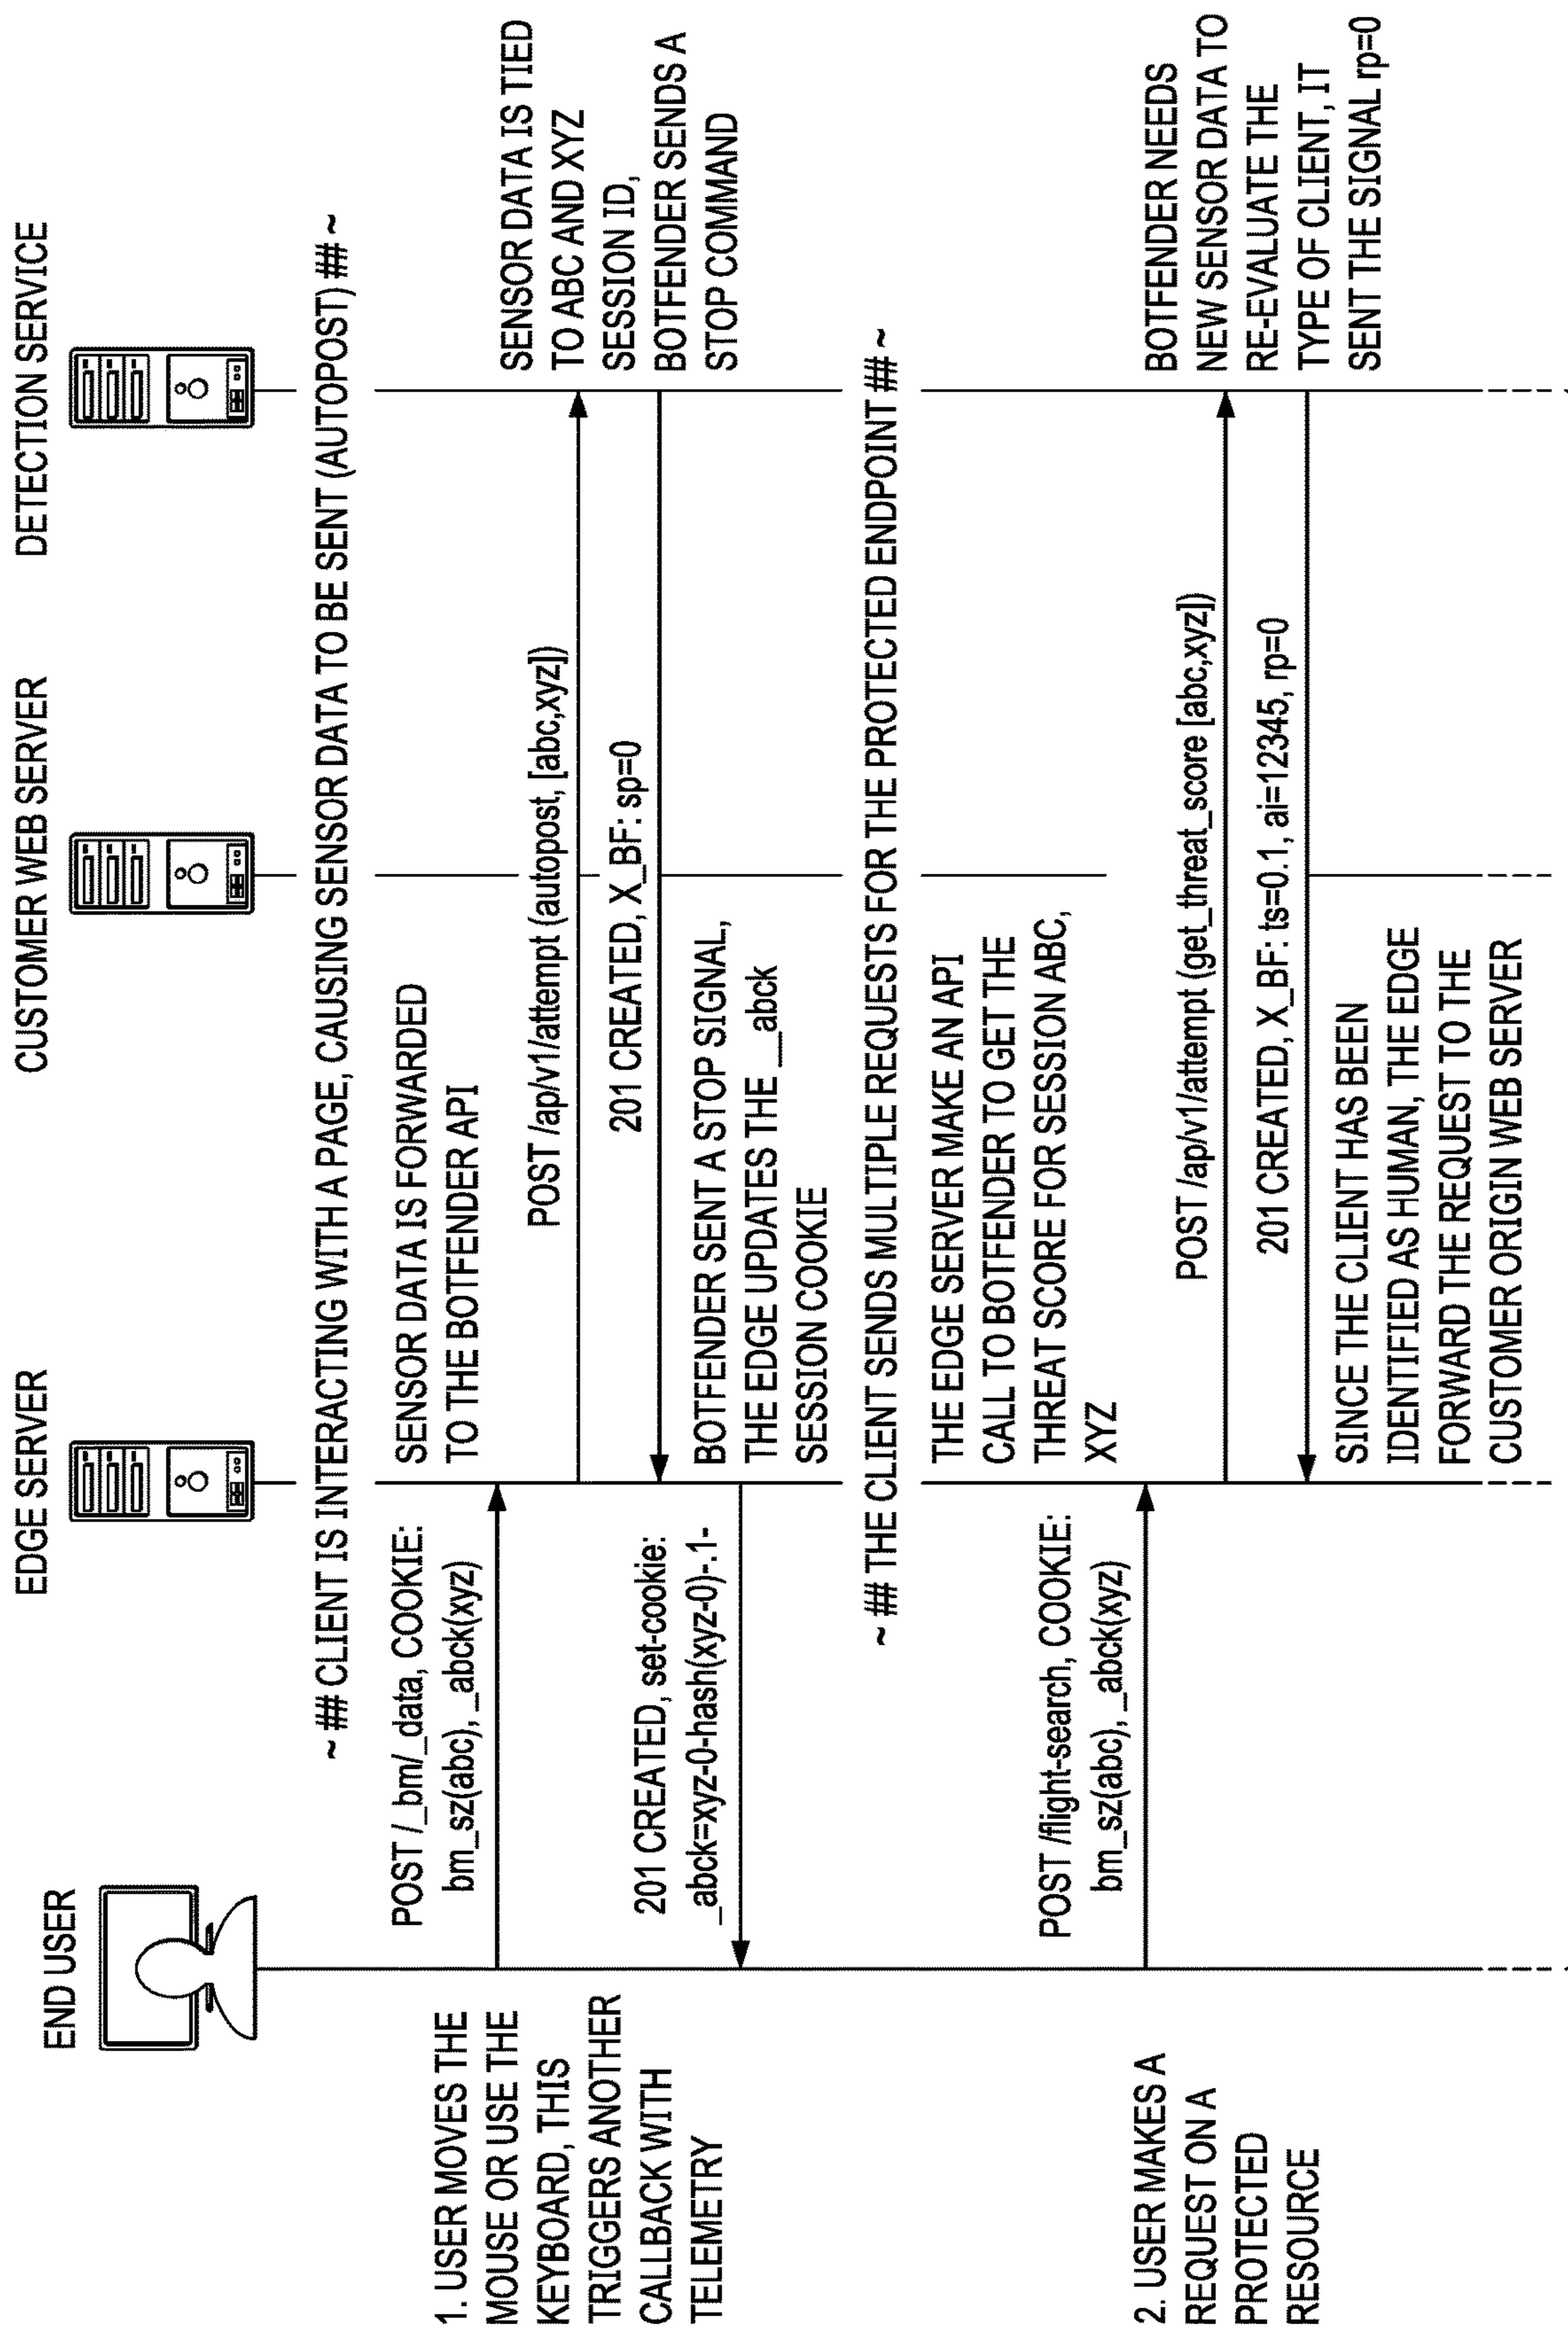 END USER
EDGE SERVER
CUSTOMER WEB SERVER
DETECTION SERVICE
~ ## CLIENT IS INTERACTING WITH A PAGE, CAUSING SENSOR DATA TO BE SENT (AUTOPOST) ## ~
1. USER MOVES THE
MOUSE OR USE THE
KEYBOARD, THIS
TRIGGERS ANOTHER
CALLBACK WITH
TELEMETRY
POST /_bm/_data, COOKIE:
bm_sz(abc), _abck(xyz)
SENSOR DATA IS FORWARDED
TO THE BOTFENDER API
POST /ap/v1/attempt (autopost, [abc,xyz])
SENSOR DATA IS TIED
TO ABC AND XYZ
SESSION ID,
BOTFENDER SENDS A
STOP COMMAND
201 CREATED, X_BF: sp=0
BOTFENDER SENT A STOP SIGNAL,
THE EDGE UPDATES THE __abck
SESSION COOKIE
201 CREATED, set-cookie:
_abck=xyz-0-hash(xyz-0)-.1-
~ ## THE CLIENT SENDS MULTIPLE REQUESTS FOR THE PROTECTED ENDPOINT ## ~
2. USER MAKES A
REQUEST ON A
PROTECTED
RESOURCE
POST /flight-search, COOKIE:
bm_sz(abc), _abck(xyz)
THE EDGE SERVER MAKE AN API
CALL TO BOTFENDER TO GET THE
THREAT SCORE FOR SESSION ABC,
XYZ
POST /ap/v1/attempt (get_threat_score [abc,xyz])
BOTFENDER NEEDS
NEW SENSOR DATA TO
RE-EVALUATE THE
TYPE OF CLIENT, IT
SENT THE SIGNAL rp=0
201 CREATED, X_BF: ts=0.1, ai=12345, rp=0
SINCE THE CLIENT HAS BEEN
IDENTIFIED AS HUMAN, THE EDGE
FORWARD THE REQUEST TO THE
CUSTOMER ORIGIN WEB SERVER